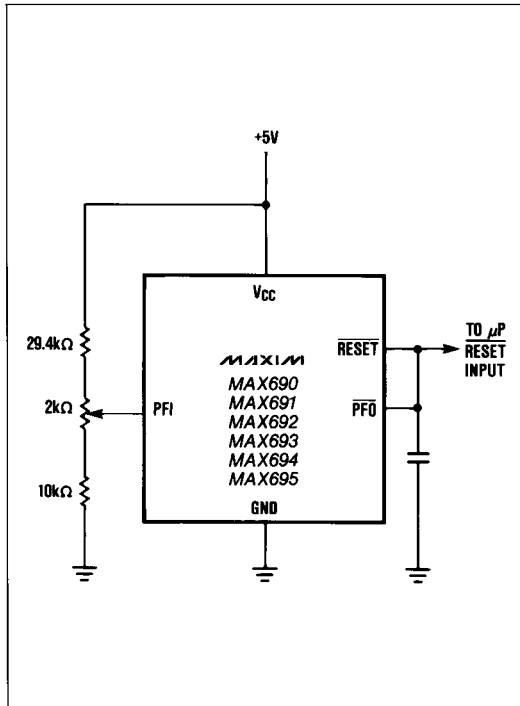 +5V
VCC
29.4kΩ
2kΩ
10kΩ
PFI
MAXIM
MAX690
MAX691
MAX692
MAX693
MAX694
MAX695
GND
RESET
PFO
TO μP
RESET
INPUT